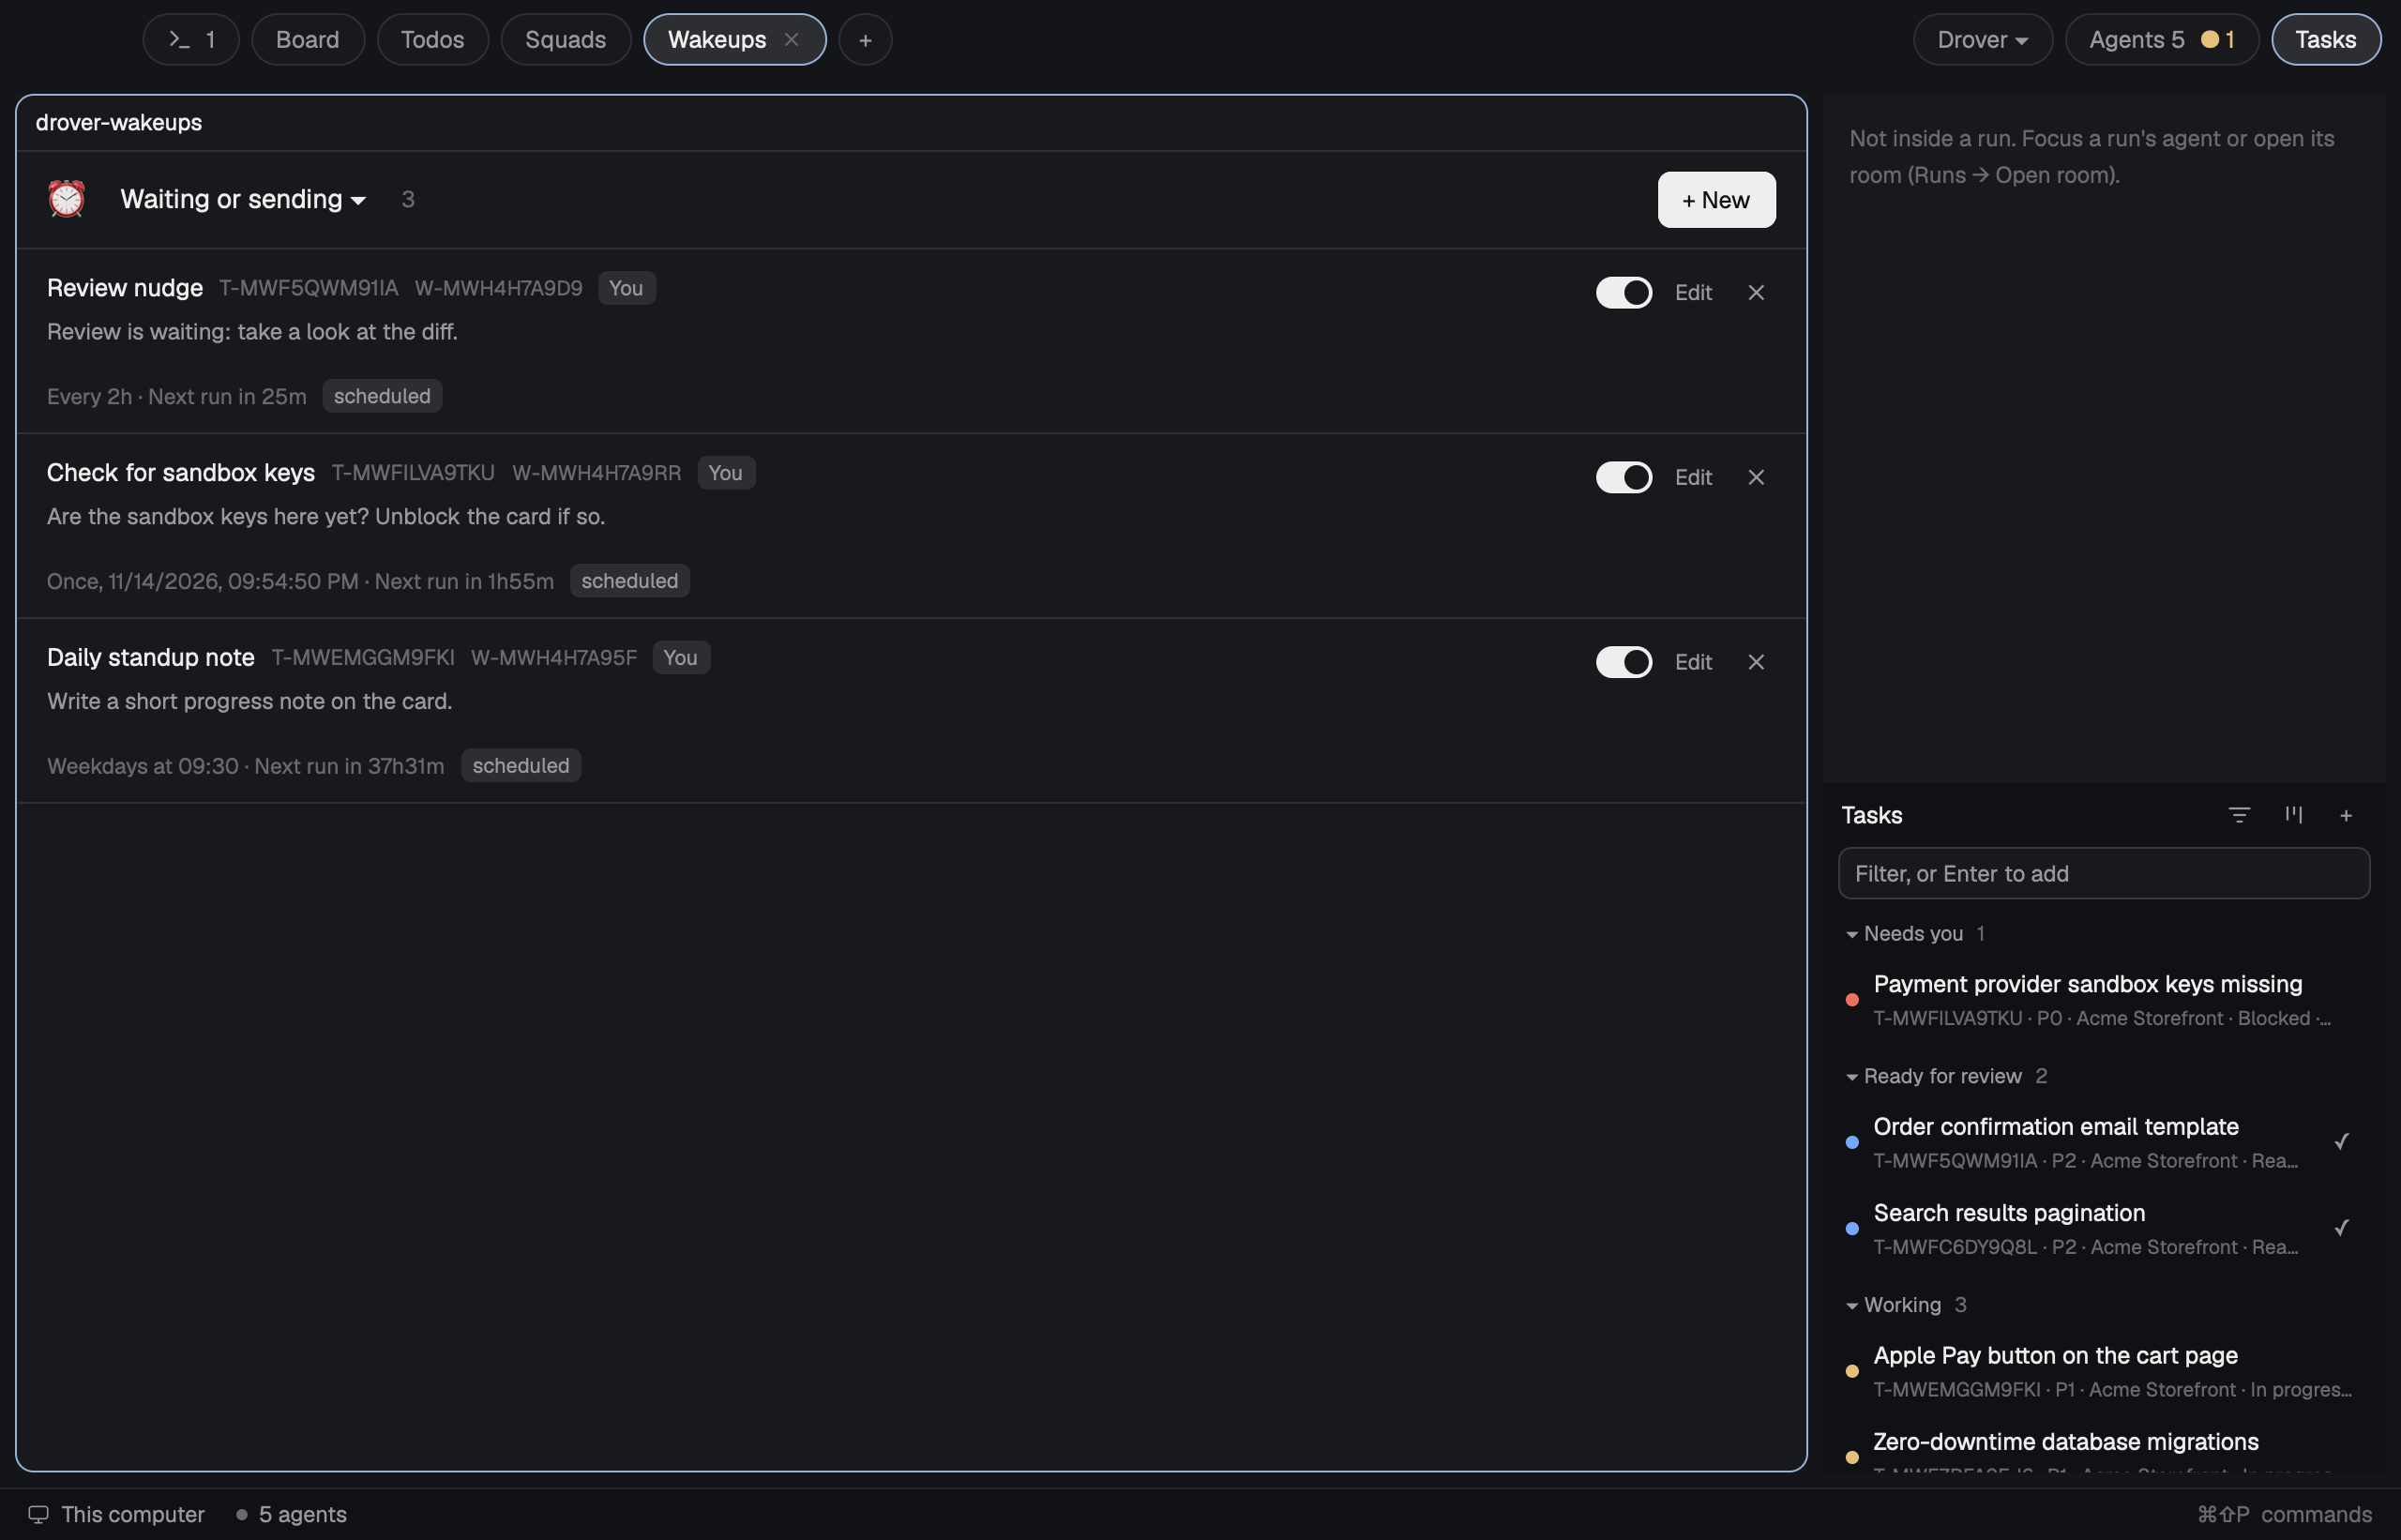 1
Board
Todos
Squads
Wakeups
+
Drover
Agents 5 1
Tasks
drover-wakeups
Waiting or sending 3
+ New
Review nudge T-MWF5QWM91IA W-MWH4H7A9D9 You
Edit
Review is waiting: take a look at the diff.
Every 2h · Next run in 25m scheduled
Check for sandbox keys T-MWFILVA9TKU W-MWH4H7A9RR You
Edit
Are the sandbox keys here yet? Unblock the card if so.
Once, 11/14/2026, 09:54:50 PM · Next run in 1h55m scheduled
Daily standup note T-MWEMGGM9FKI W-MWH4H7A95F You
Edit
Write a short progress note on the card.
Weekdays at 09:30 · Next run in 37h31m scheduled
Not inside a run. Focus a run's agent or open its
room (Runs → Open room).
Tasks
+
Filter, or Enter to add
Needs you 1
Payment provider sandbox keys missing
T-MWFILVA9TKU · P0 · Acme Storefront · Blocked ·…
Ready for review 2
Order confirmation email template
T-MWF5QWM91IA · P2 · Acme Storefront · Rea…
Search results pagination
T-MWFC6DY9Q8L · P2 · Acme Storefront · Rea…
Working 3
Apple Pay button on the cart page
T-MWEMGGM9FKI · P1 · Acme Storefront · In progres…
Zero-downtime database migrations
This computer
5 agents
⌘⇧P commands